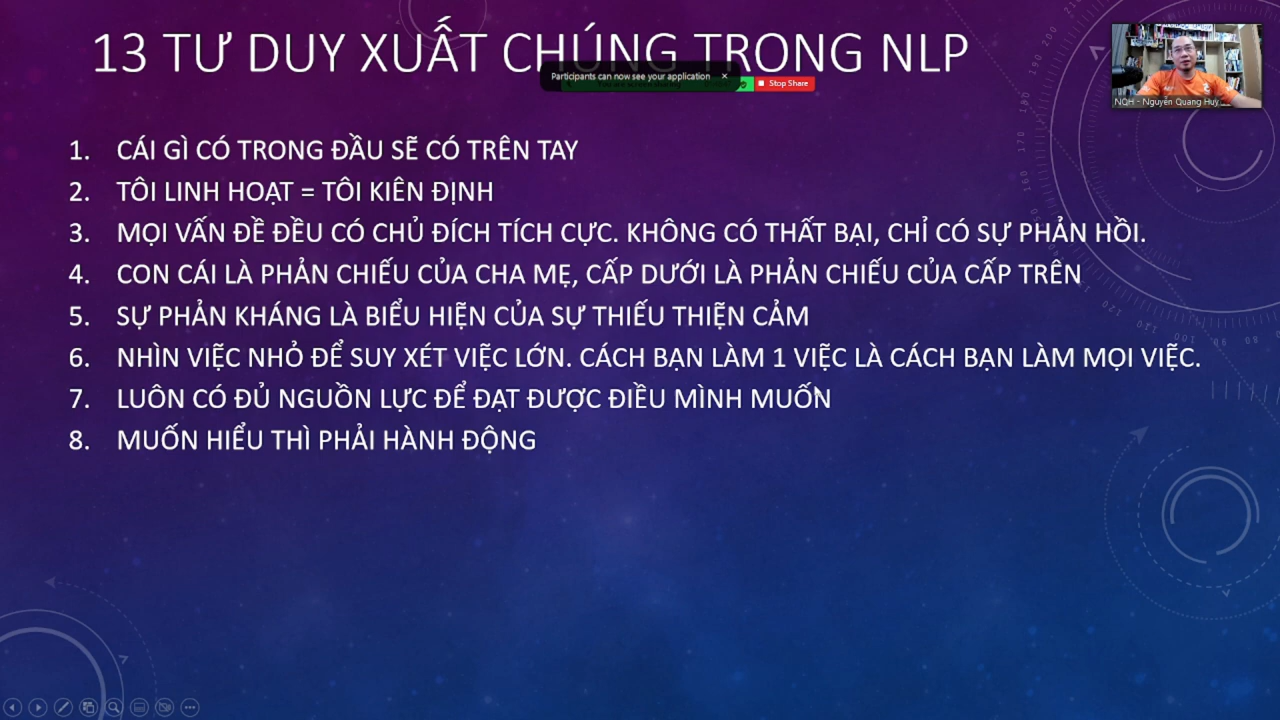 13 TƯ DUY XUẤT CHÚNG TRONG NLP
Participants can now see your application
Stop Share
NQH - Nguyễn Quang Huy
1. CÁI GÌ CÓ TRONG ĐẦU SẼ CÓ TRÊN TAY
2. TÔI LINH HOẠT = TÔI KIÊN ĐỊNH
3. MỌI VẤN ĐỀ ĐỀU CÓ CHỦ ĐÍCH TÍCH CỰC. KHÔNG CÓ THẤT BẠI, CHỈ CÓ SỰ PHẢN HỒI.
4. CON CÁI LÀ PHẢN CHIẾU CỦA CHA MẸ, CẤP DƯỚI LÀ PHẢN CHIẾU CỦA CẤP TRÊN
5. SỰ PHẢN KHÁNG LÀ BIỂU HIỆN CỦA SỰ THIẾU THIỆN CẢM
6. NHÌN VIỆC NHỎ ĐỂ SUY XÉT VIỆC LỚN. CÁCH BẠN LÀM 1 VIỆC LÀ CÁCH BẠN LÀM MỌI VIỆC.
7. LUÔN CÓ ĐỦ NGUỒN LỰC ĐỂ ĐẠT ĐƯỢC ĐIỀU MÌNH MUỐN
8. MUỐN HIỂU THÌ PHẢI HÀNH ĐỘNG